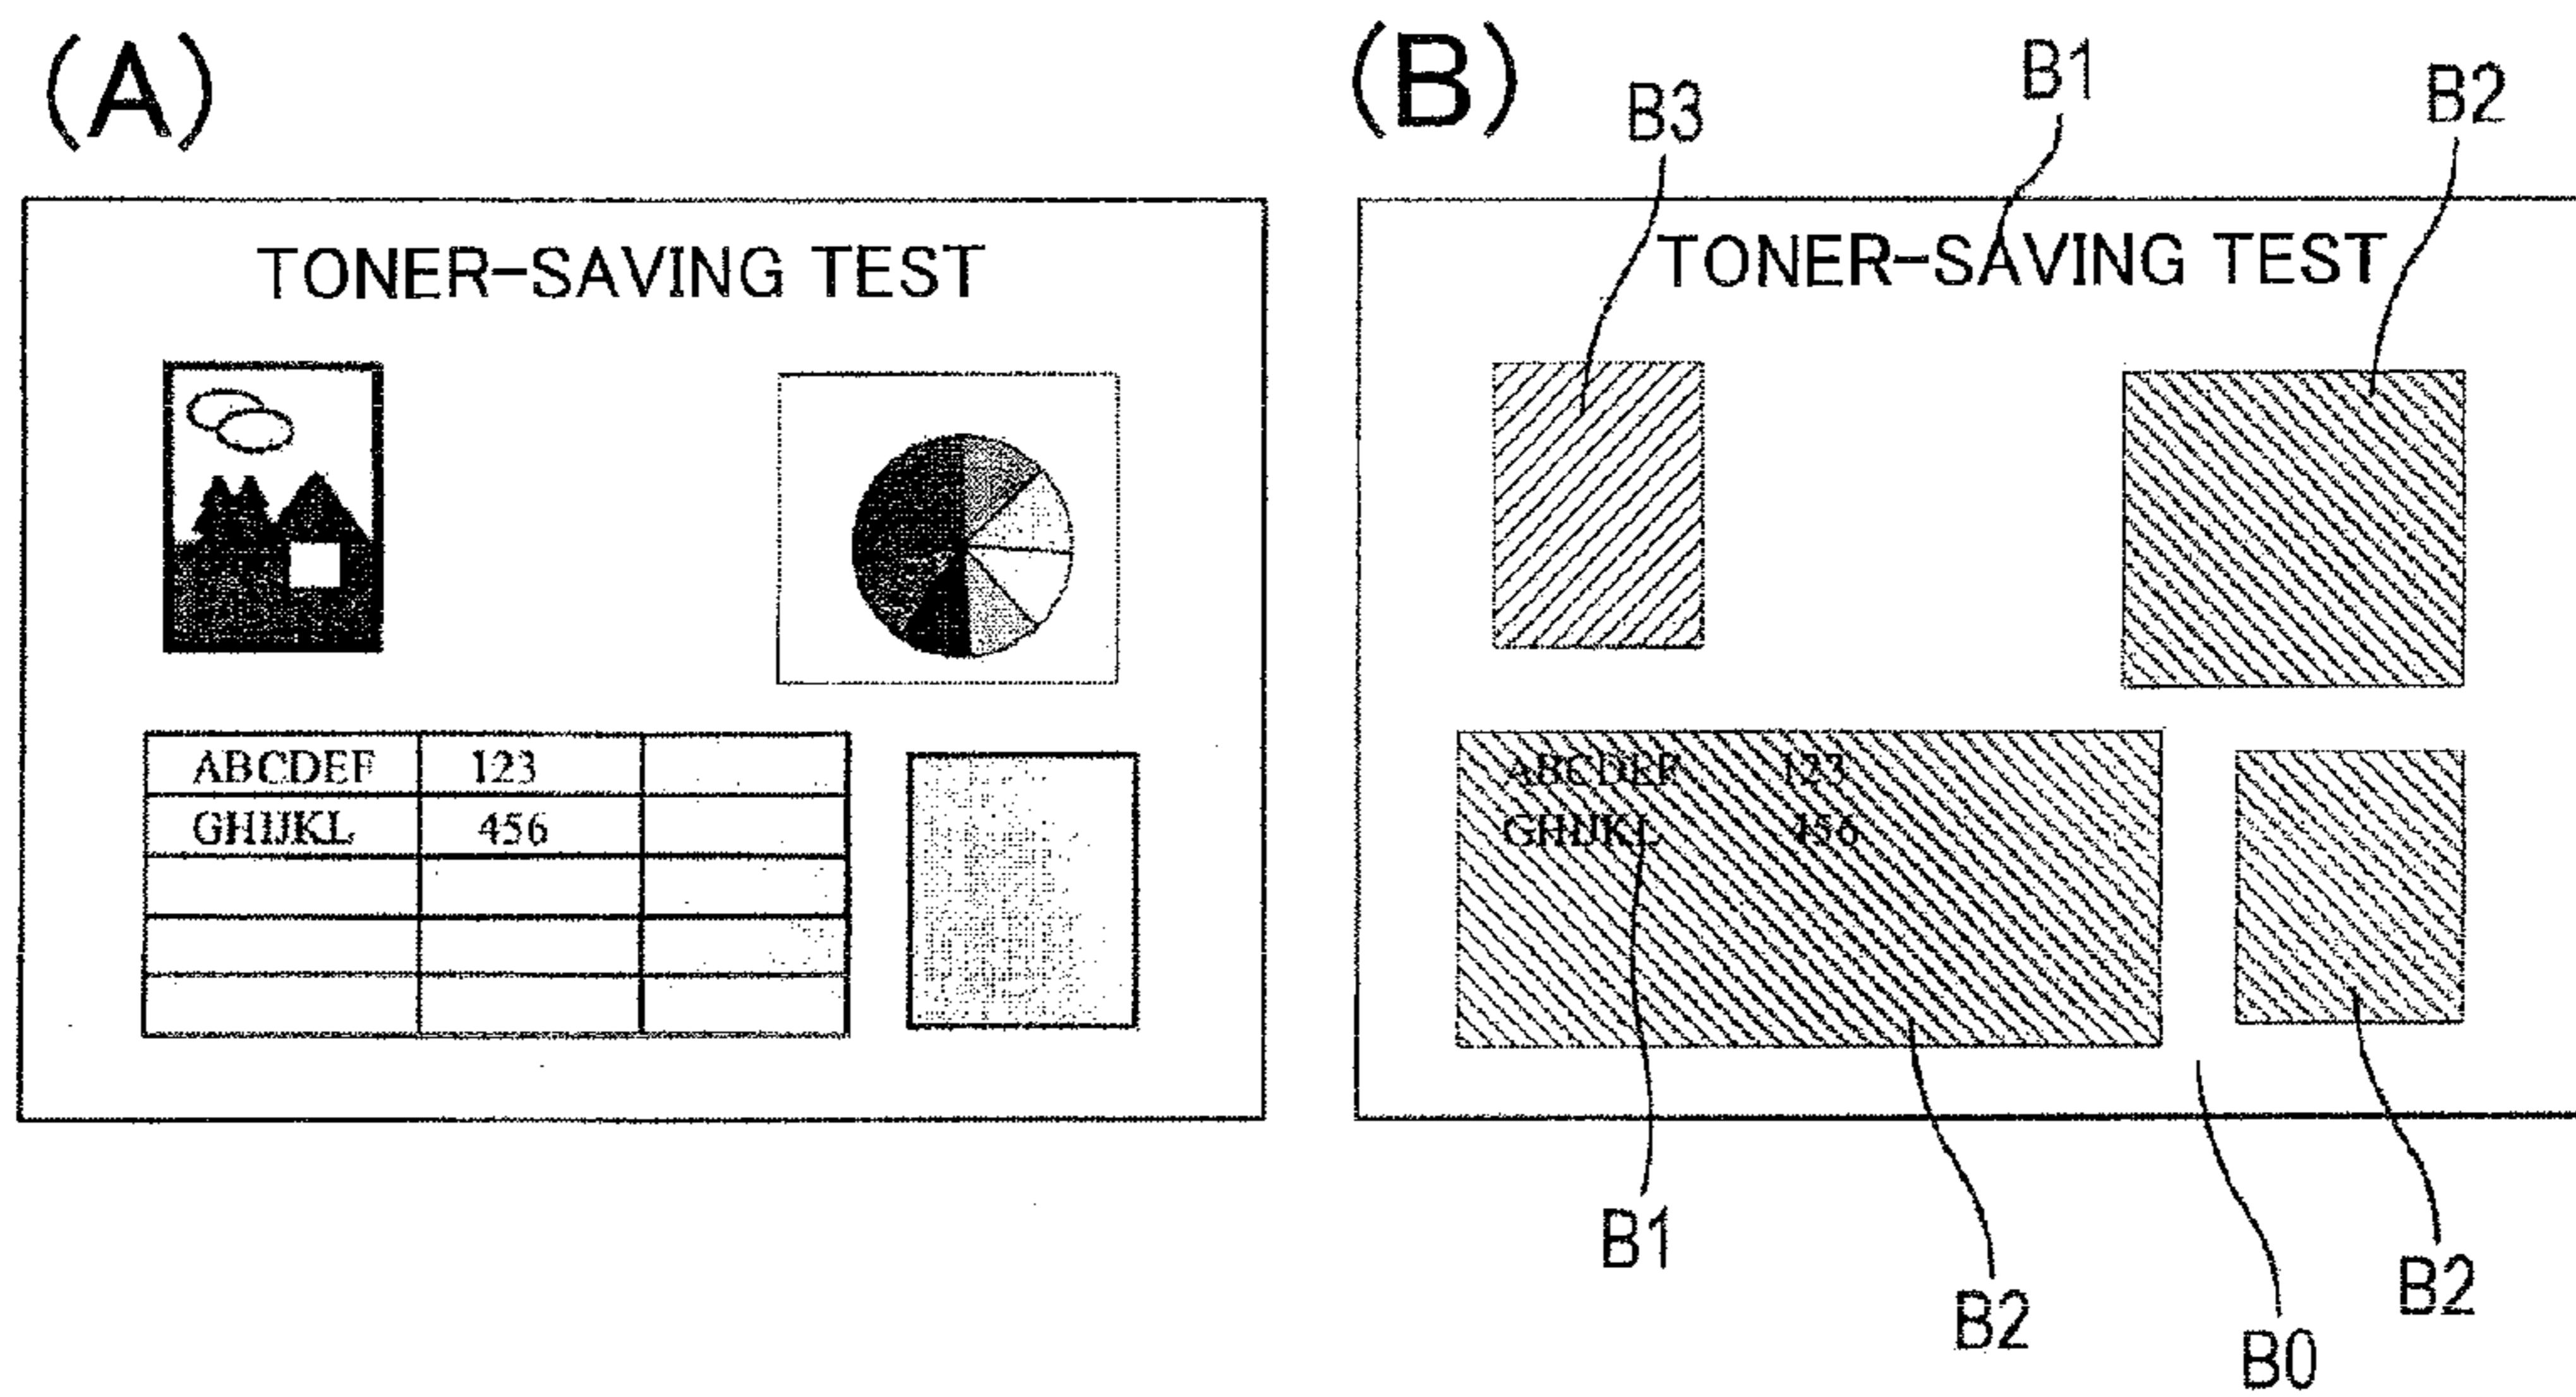 (A)
TONER-SAVING TEST
ABCDEF 123
GHIJKL 456
(B)
B3
B1
B2
TONER-SAVING TEST
ABCDEF 123
GHIJKL 456
B1
B2
B2
B0